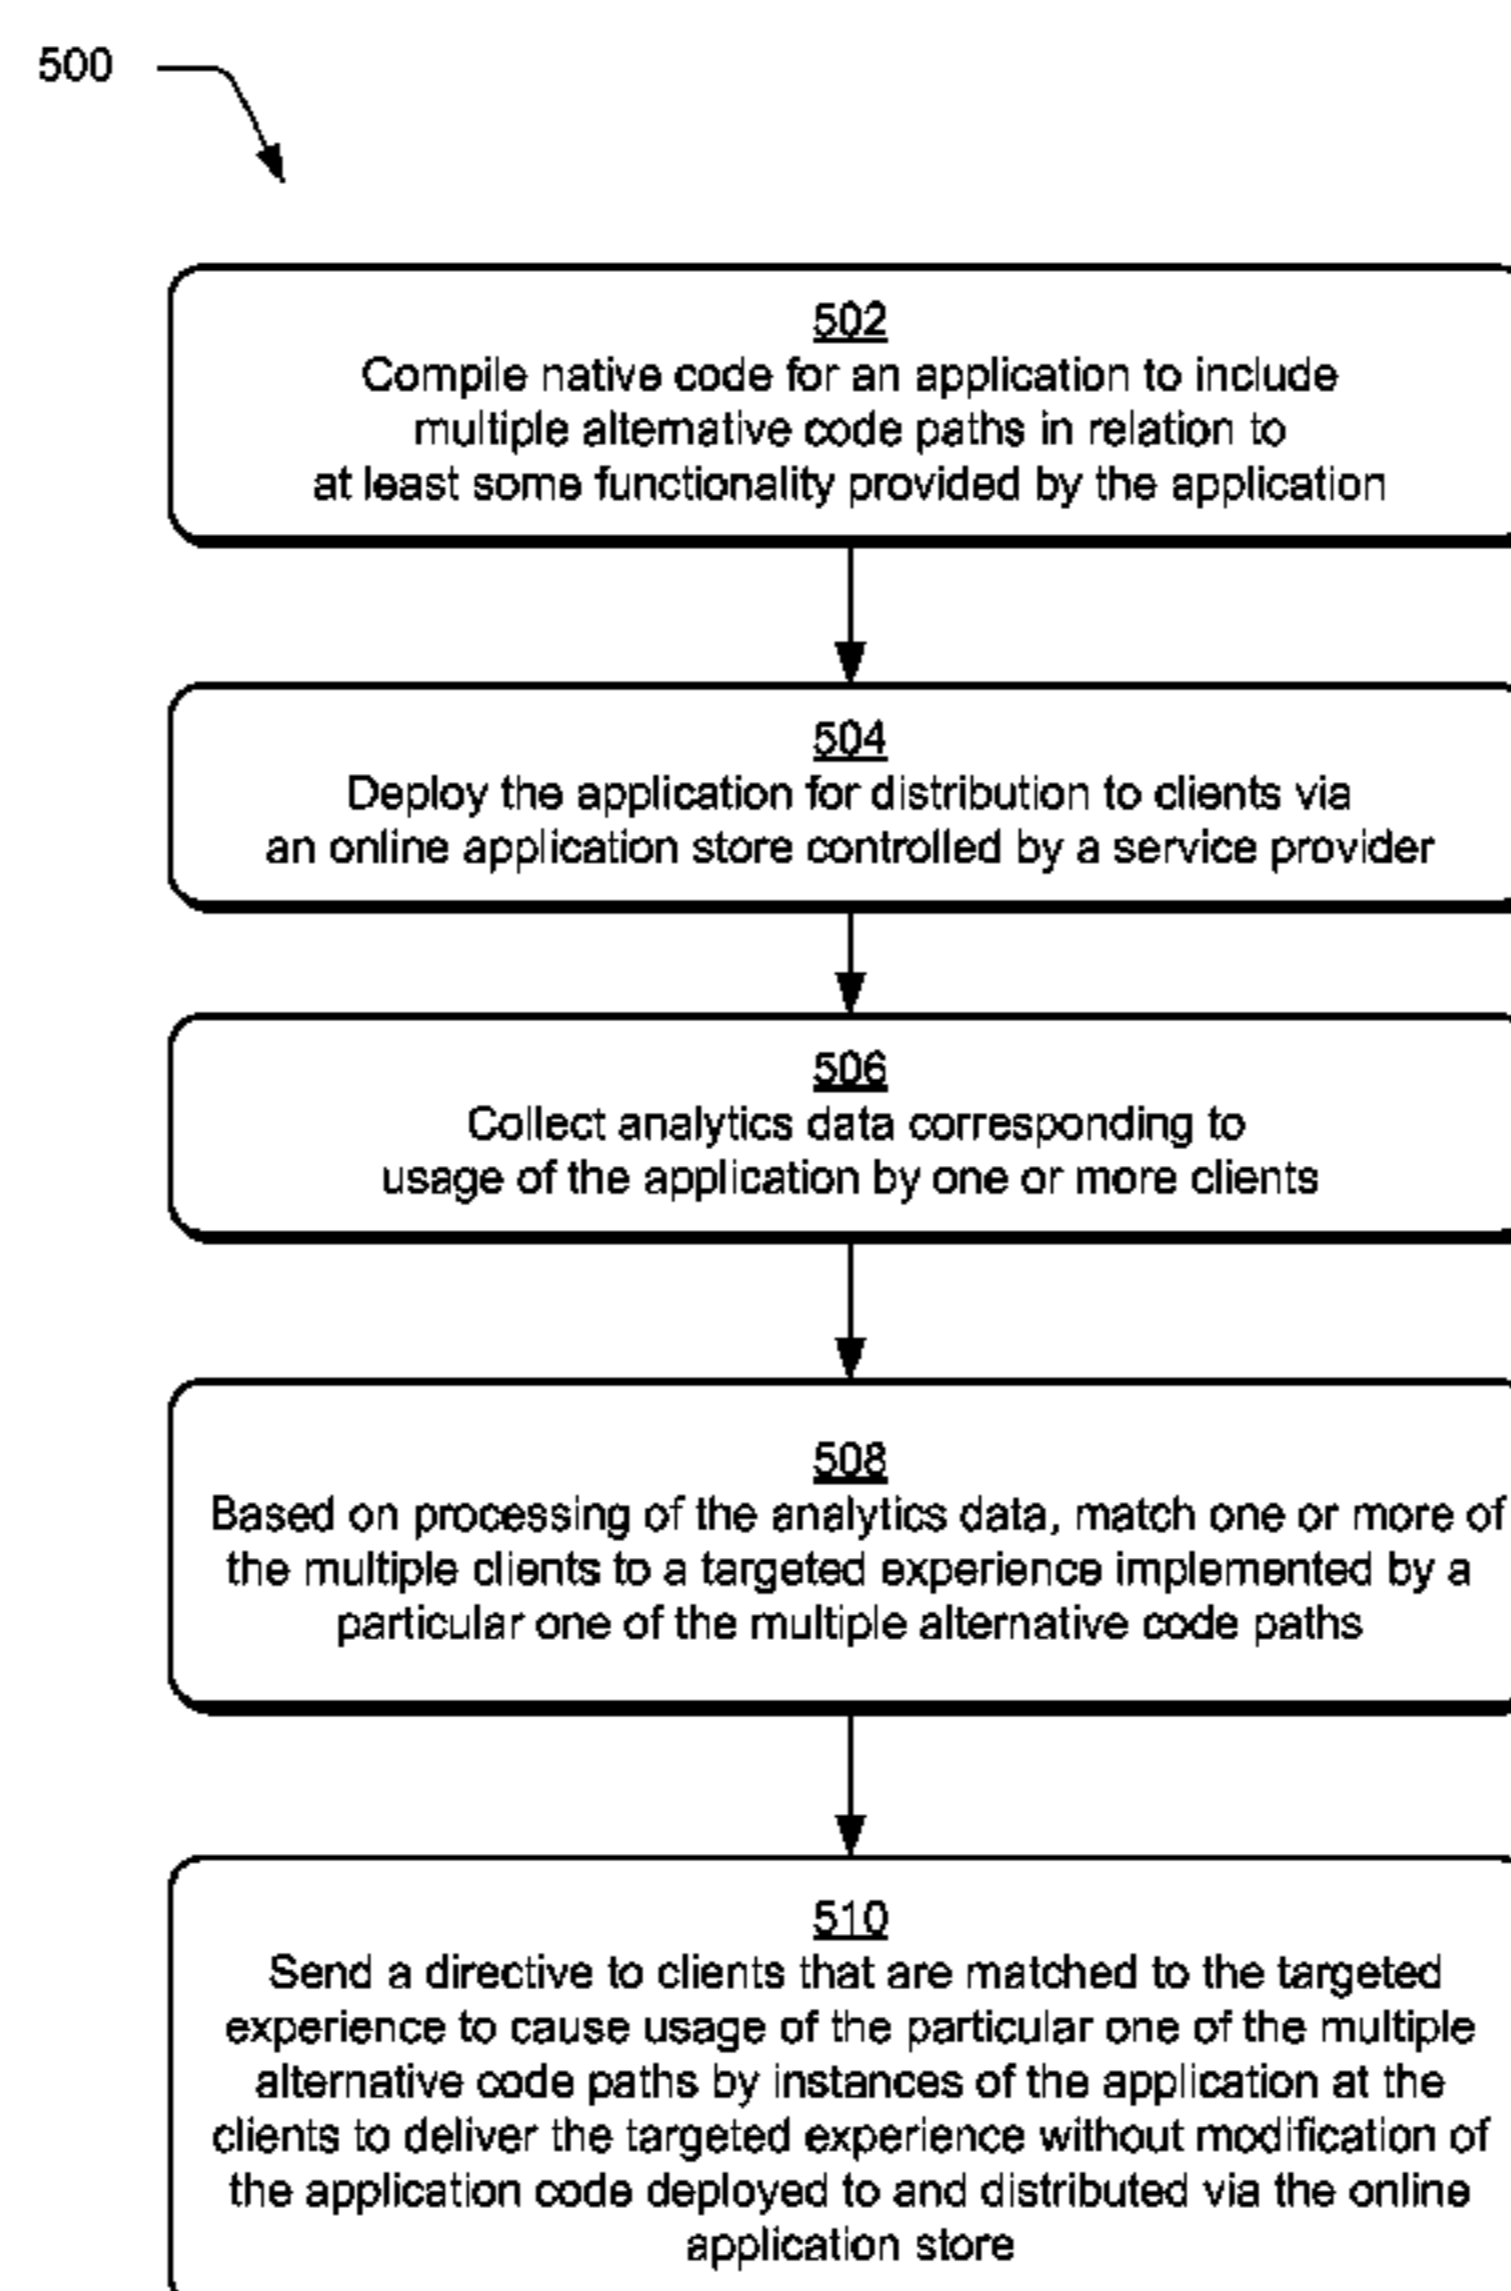 500
502
Compile native code for an application to include
multiple alternative code paths in relation to
at least some functionality provided by the application
504
Deploy the application for distribution to clients via
an online application store controlled by a service provider
506
Collect analytics data corresponding to
usage of the application by one or more clients
508
Based on processing of the analytics data, match one or more of
the multiple clients to a targeted experience implemented by a
particular one of the multiple alternative code paths
510
Send a directive to clients that are matched to the targeted
experience to cause usage of the particular one of the multiple
alternative code paths by instances of the application at the
clients to deliver the targeted experience without modification of
the application code deployed to and distributed via the online
application store